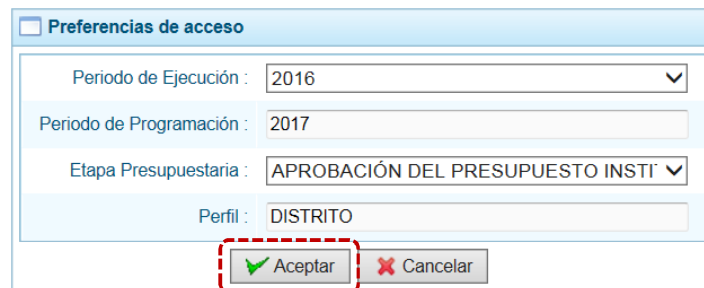 Preferencias de acceso
Periodo de Ejecución : 2016
Periodo de Programación : 2017
Etapa Presupuestaria : APROBACIÓN DEL PRESUPUESTO
Perfil : DISTRITO
Aceptar Cancelar